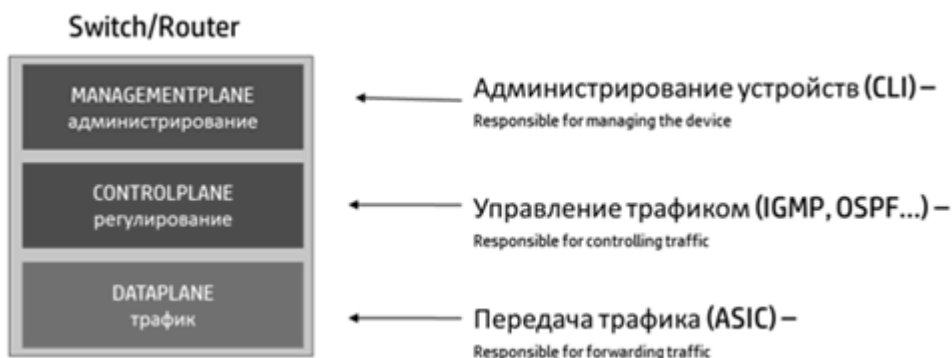 Switch/Router
MANAGEMENTPLANE
администрирование
Администрирование устройств (CLI) –
Responsible for managing the device
CONTROLPLANE
регулирование
Управление трафиком (IGMP, OSPF...) –
Responsible for controlling traffic
DATAPLANE
трафик
Передача трафика (ASIC) –
Responsible for forwarding traffic